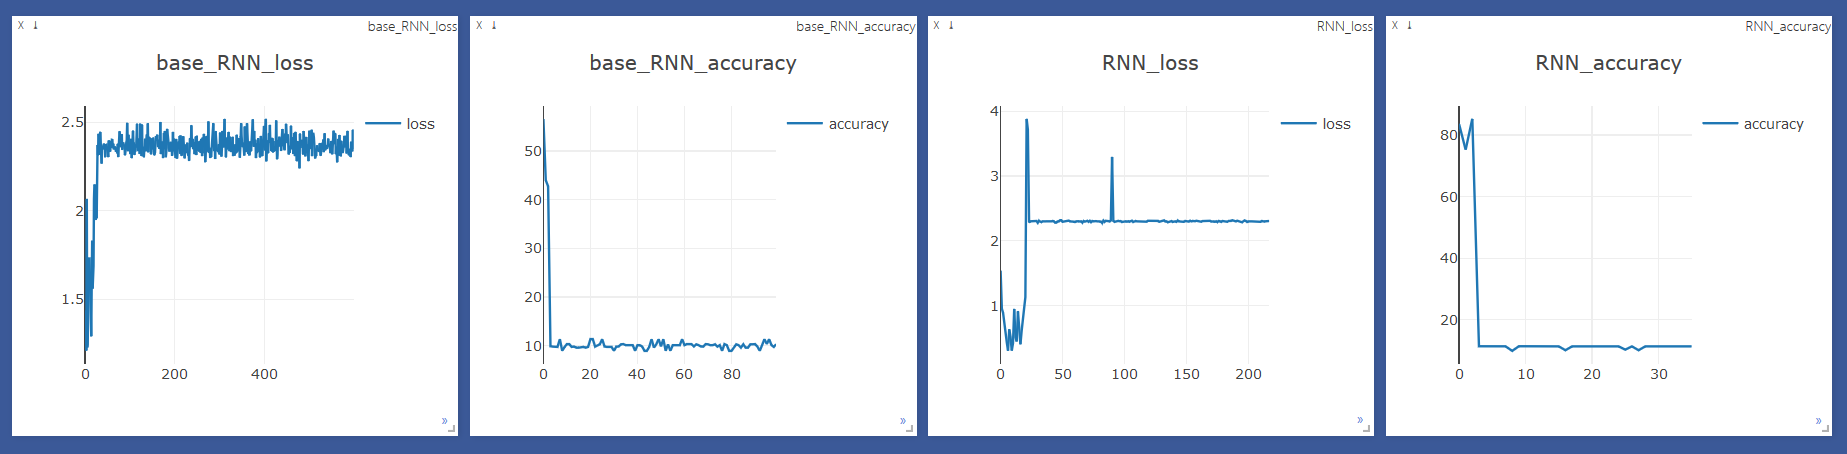 X ↓ base_RNN_loss
base_RNN_loss
2.5
2
1.5
0 200 400
loss
»
X ↓ base_RNN_accuracy
base_RNN_accuracy
50
40
30
20
10
0 20 40 60 80
accuracy
»
X ↓ RNN_loss
RNN_loss
4
3
2
1
0 50 100 150 200
loss
»
X ↓ RNN_accuracy
RNN_accuracy
80
60
40
20
0 10 20 30
accuracy
»